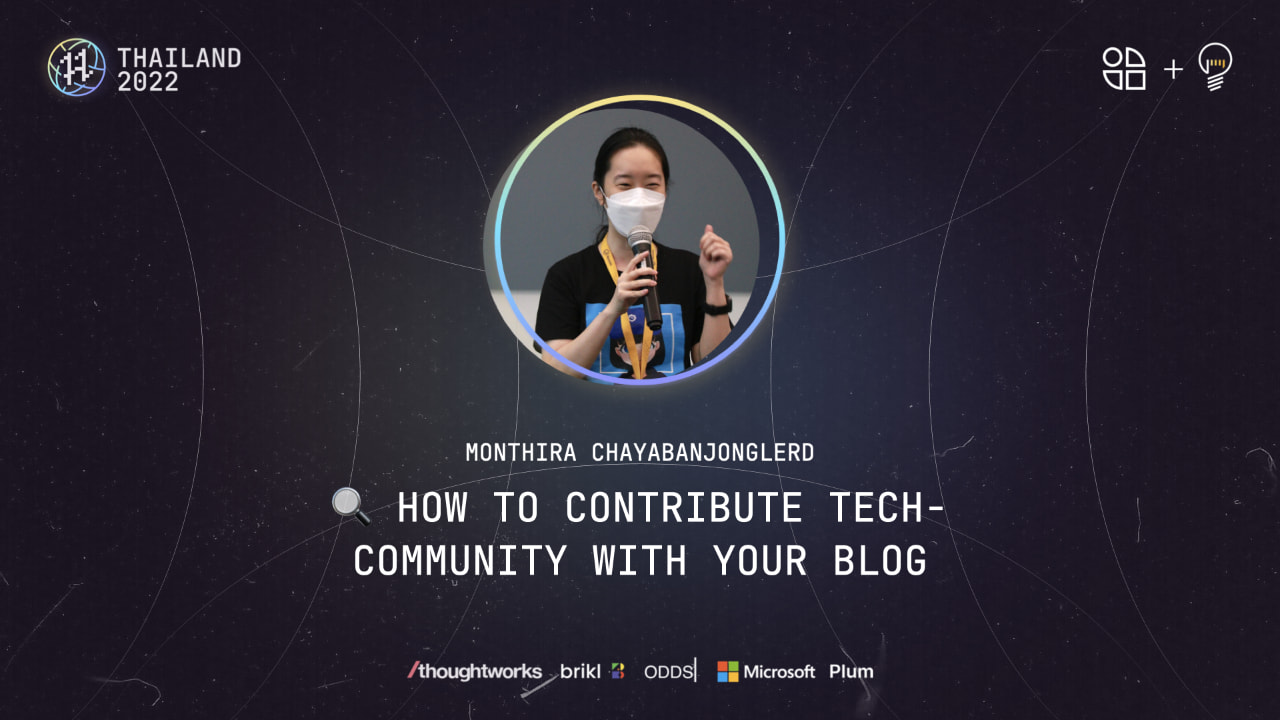 THAILAND
2022
MONTHIRA CHAYABANJONGLERD
HOW TO CONTRIBUTE TECH-
COMMUNITY WITH YOUR BLOG
/thoughtworks brikl ODDS| Microsoft Plum